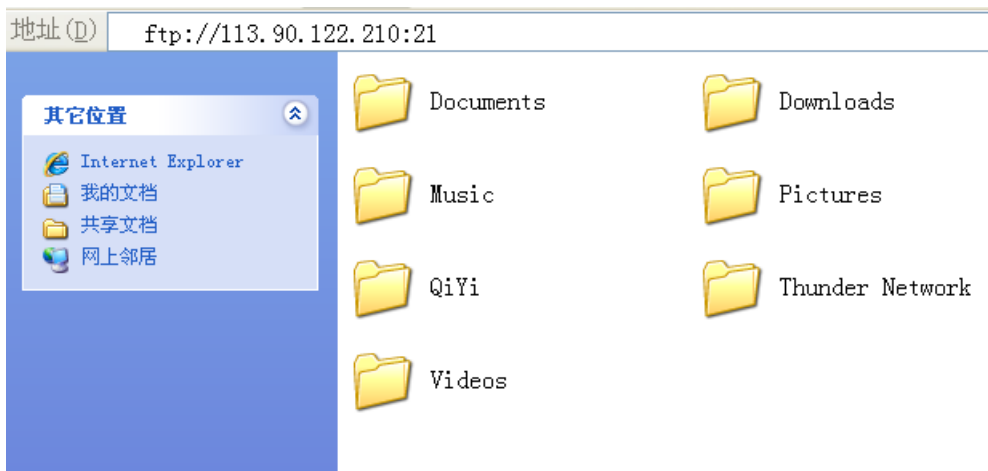 地址(D) ftp://113.90.122.210:21
其它位置
Internet Explorer
我的文档
共享文档
网上邻居
Documents Downloads
Music Pictures
QiYi Thunder Network
Videos